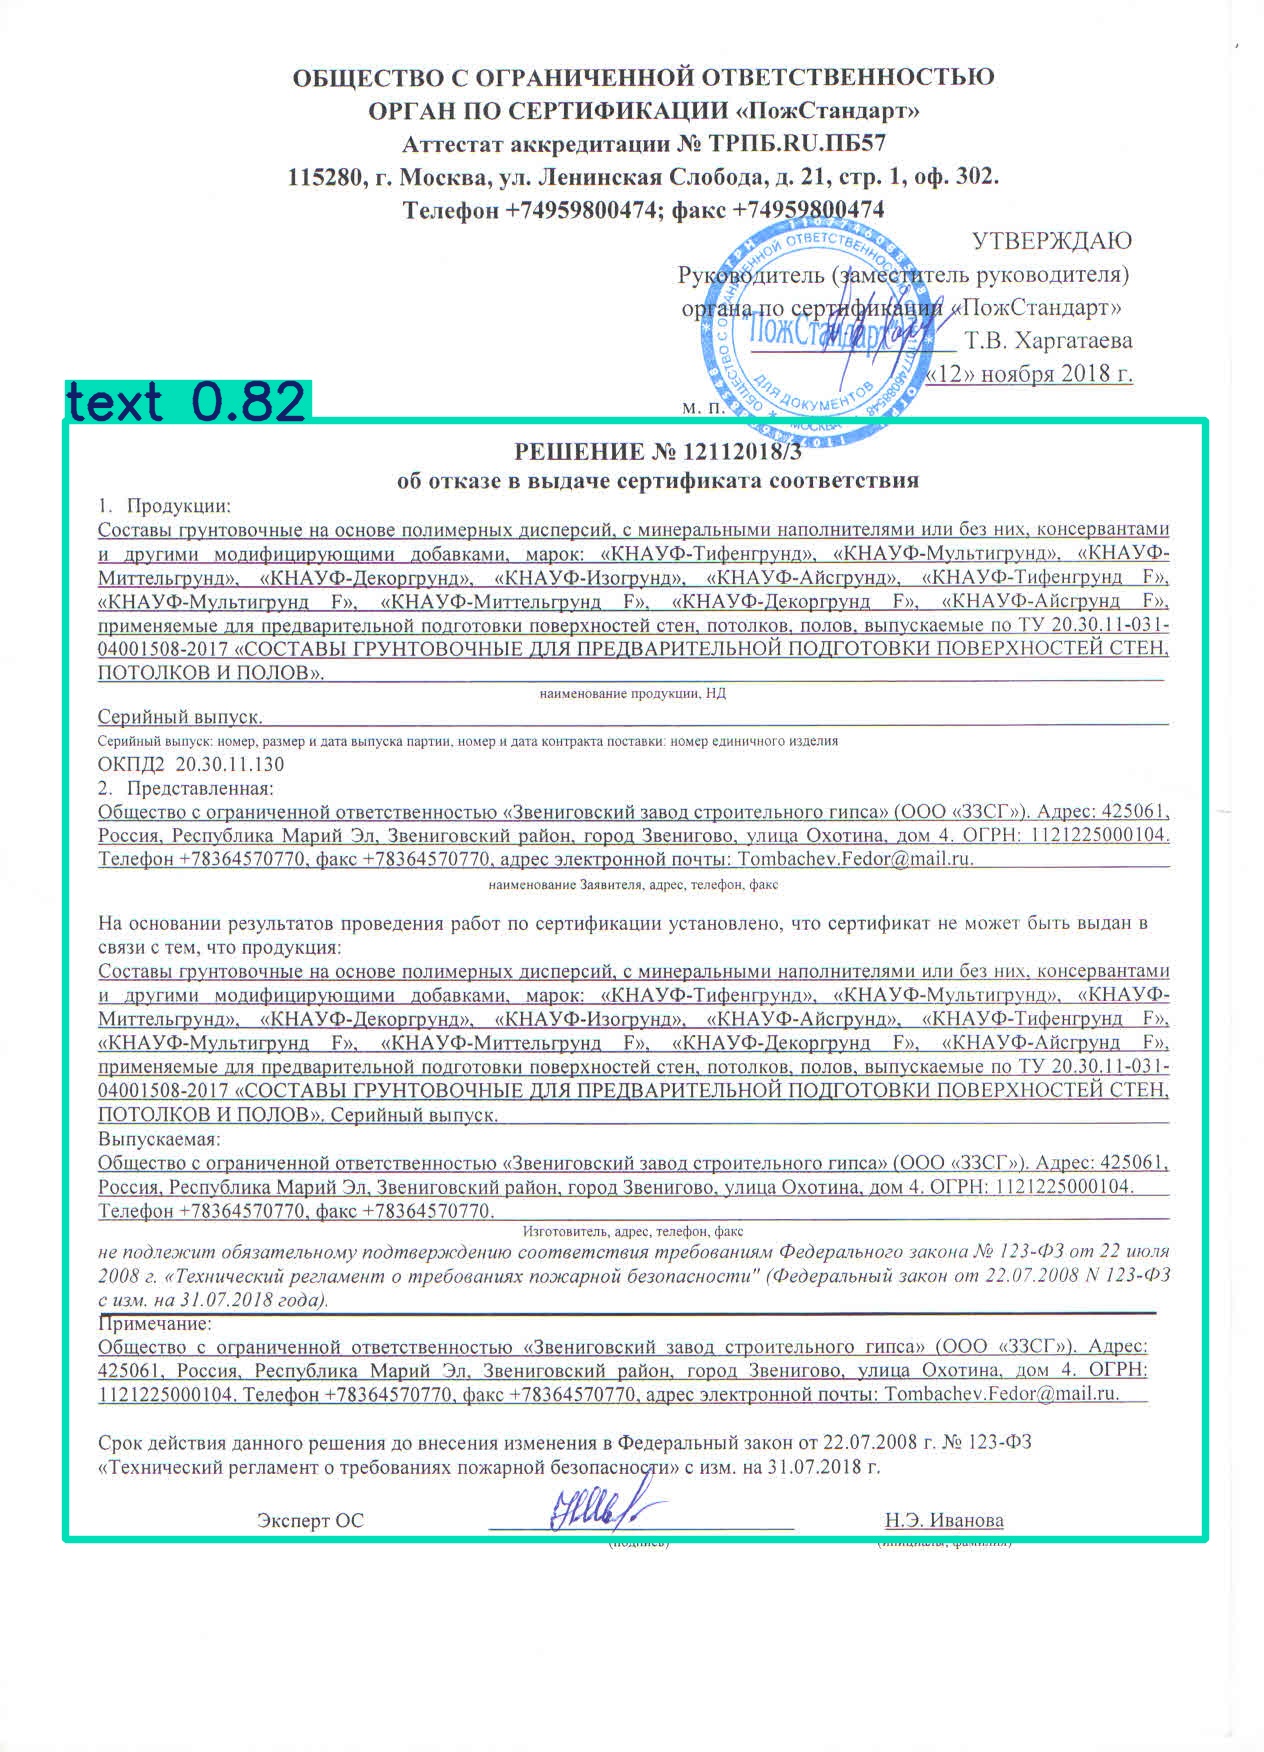 ОБЩЕСТВО С ОГРАНИЧЕННОЙ ОТВЕТСТВЕННОСТЬЮ
ОРГАН ПО СЕРТИФИКАЦИИ «ПожСтандарт»
Аттестат аккредитации № ТРПБ.RU.ПБ57
115280, г. Москва, ул. Ленинская Слобода, д. 21, стр. 1, оф. 302.
Телефон +74959800474; факс +74959800474
УТВЕРЖДАЮ
Руководитель (заместитель руководителя)
органа по сертификации «ПожСтандарт»
Т.В. Харгатаева
«12» ноября 2018 г.
м. п.
"ПожСтандарт"
ДЛЯ ДОКУМЕНТОВ
text 0.82
РЕШЕНИЕ № 12112018/3
об отказе в выдаче сертификата соответствия
1. Продукции:
Составы грунтовочные на основе полимерных дисперсий, с минеральными наполнителями или без них, консервантами
и другими модифицирующими добавками, марок: «КНАУФ-Тифенгрунд», «КНАУФ-Мультигрунд», «КНАУФ-
Миттельгрунд», «КНАУФ-Декоргрунд», «КНАУФ-Изогрунд», «КНАУФ-Айсгрунд», «КНАУФ-Тифенгрунд F»,
«КНАУФ-Мультигрунд F», «КНАУФ-Миттельгрунд F», «КНАУФ-Декоргрунд F», «КНАУФ-Айсгрунд F»,
применяемые для предварительной подготовки поверхностей стен, потолков, полов, выпускаемые по ТУ 20.30.11-031-
04001508-2017 «СОСТАВЫ ГРУНТОВОЧНЫЕ ДЛЯ ПРЕДВАРИТЕЛЬНОЙ ПОДГОТОВКИ ПОВЕРХНОСТЕЙ СТЕН,
ПОТОЛКОВ И ПОЛОВ».
наименование продукции, НД
Серийный выпуск.
Серийный выпуск: номер, размер и дата выпуска партии, номер и дата контракта поставки: номер единичного изделия
ОКПД2 20.30.11.130
2. Представленная:
Общество с ограниченной ответственностью «Звениговский завод строительного гипса» (ООО «ЗЗСГ»). Адрес: 425061,
Россия, Республика Марий Эл, Звениговский район, город Звенигово, улица Охотина, дом 4. ОГРН: 1121225000104.
Телефон +78364570770, факс +78364570770, адрес электронной почты: Tombachev.Fedor@mail.ru.
наименование Заявителя, адрес, телефон, факс
На основании результатов проведения работ по сертификации установлено, что сертификат не может быть выдан в
связи с тем, что продукция:
Составы грунтовочные на основе полимерных дисперсий, с минеральными наполнителями или без них, консервантами
и другими модифицирующими добавками, марок: «КНАУФ-Тифенгрунд», «КНАУФ-Мультигрунд», «КНАУФ-
Миттельгрунд», «КНАУФ-Декоргрунд», «КНАУФ-Изогрунд», «КНАУФ-Айсгрунд», «КНАУФ-Тифенгрунд F»,
«КНАУФ-Мультигрунд F», «КНАУФ-Миттельгрунд F», «КНАУФ-Декоргрунд F», «КНАУФ-Айсгрунд F»,
применяемые для предварительной подготовки поверхностей стен, потолков, полов, выпускаемые по ТУ 20.30.11-031-
04001508-2017 «СОСТАВЫ ГРУНТОВОЧНЫЕ ДЛЯ ПРЕДВАРИТЕЛЬНОЙ ПОДГОТОВКИ ПОВЕРХНОСТЕЙ СТЕН,
ПОТОЛКОВ И ПОЛОВ». Серийный выпуск.
Выпускаемая:
Общество с ограниченной ответственностью «Звениговский завод строительного гипса» (ООО «ЗЗСГ»). Адрес: 425061,
Россия, Республика Марий Эл, Звениговский район, город Звенигово, улица Охотина, дом 4. ОГРН: 1121225000104.
Телефон +78364570770, факс +78364570770.
Изготовитель, адрес, телефон, факс
не подлежит обязательному подтверждению соответствия требованиям Федерального закона № 123-ФЗ от 22 июля
2008 г. «Технический регламент о требованиях пожарной безопасности" (Федеральный закон от 22.07.2008 N 123-ФЗ
с изм. на 31.07.2018 года).
Примечание:
Общество с ограниченной ответственностью «Звениговский завод строительного гипса» (ООО «ЗЗСГ»). Адрес:
425061, Россия, Республика Марий Эл, Звениговский район, город Звенигово, улица Охотина, дом 4. ОГРН:
1121225000104. Телефон +78364570770, факс +78364570770, адрес электронной почты: Tombachev.Fedor@mail.ru.
Срок действия данного решения до внесения изменения в Федеральный закон от 22.07.2008 г. № 123-ФЗ
«Технический регламент о требованиях пожарной безопасности» с изм. на 31.07.2018 г.
Эксперт ОС Н.Э. Иванова
(подпись) (инициалы, фамилия)